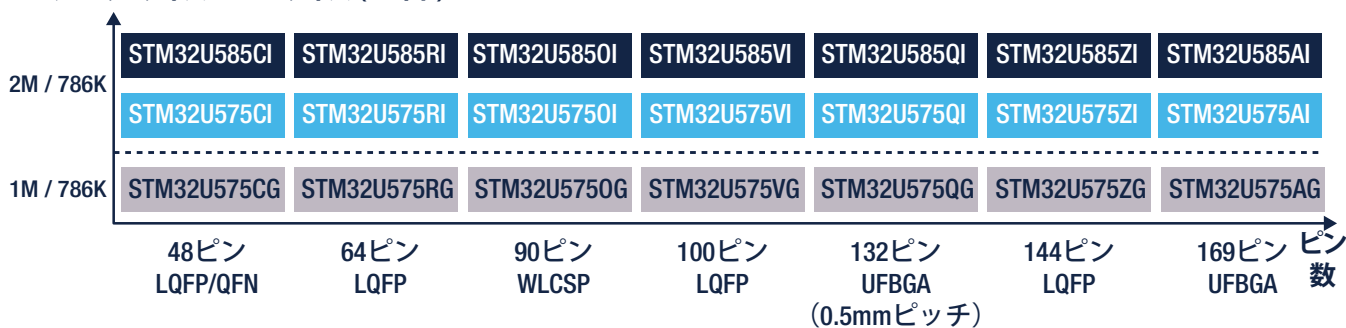 STM32U585CI STM32U585RI STM32U585OI STM32U585VI STM32U585QI STM32U585ZI STM32U585AI
2M / 786K
STM32U575CI STM32U575RI STM32U575OI STM32U575VI STM32U575QI STM32U575ZI STM32U575AI
1M / 786K STM32U575CG STM32U575RG STM32U575OG STM32U575VG STM32U575QG STM32U575ZG STM32U575AG
48ピン 64ピン 90ピン 100ピン 132ピン 144ピン 169ピン ピン
LQFP/QFN LQFP WLCSP LQFP UFBGA LQFP UFBGA 数
（0.5mmピッチ）